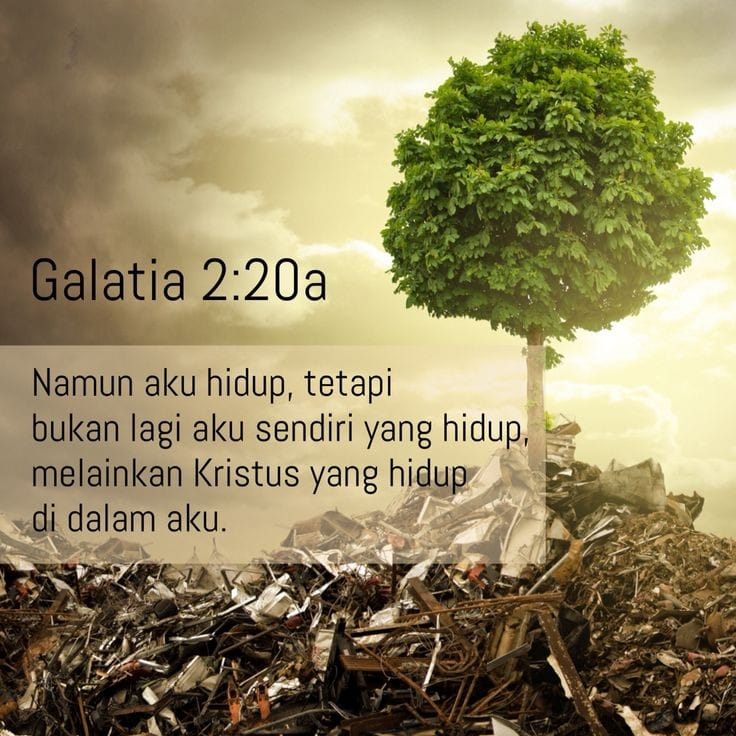 Galatia 2:20a
Namun aku hidup, tetapi
bukan lagi aku sendiri yang hidup,
melainkan Kristus yang hidup
di dalam aku.